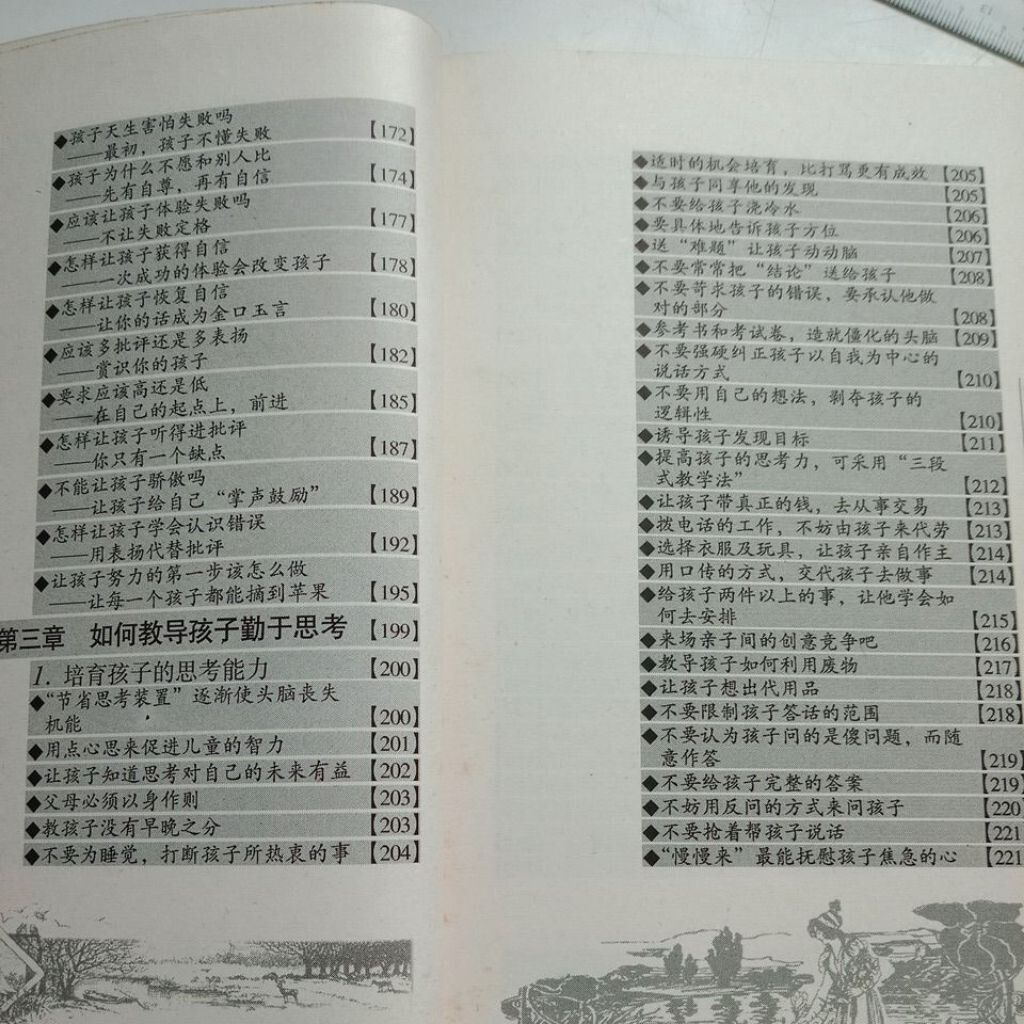 ◆孩子天生害怕失败吗
——最初，孩子不懂失败 【172】
◆孩子为什么不愿和别人比
——先有自尊，再有自信 【174】
◆应该让孩子体验失败吗
——不让失败定格 【177】
◆怎样让孩子获得自信
——一次成功的体验会改变孩子 【178】
◆怎样让孩子恢复自信
——让你的话成为金口玉言 【180】
◆应该多批评还是多表扬
——赏识你的孩子 【182】
◆要求应该高还是低
——在自己的起点上，前进 【185】
◆怎样让孩子听得进批评
——你只有一个缺点 【187】
◆不能让孩子骄傲吗
——让孩子给自己“掌声鼓励” 【189】
◆怎样让孩子学会认识错误
——用表扬代替批评 【192】
◆让孩子努力的第一步该怎么做
——让每一个孩子都能摘到苹果 【195】
第三章 如何教导孩子勤于思考 【199】
1. 培育孩子的思考能力 【200】
◆“节省思考装置”逐渐使头脑丧失
机能 【200】
◆用点心思来促进儿童的智力 【201】
◆让孩子知道思考对自己的未来有益 【202】
◆父母必须以身作则 【203】
◆教孩子没有早晚之分 【203】
◆不要为睡觉，打断孩子所热衷的事 【204】
◆适时的机会培育，比打骂更有成效 【205】
◆与孩子同享他的发现 【205】
◆不要给孩子浇冷水 【206】
◆要具体地告诉孩子方位 【206】
◆送“难题”让孩子动动脑 【207】
◆不要常常把“结论”送给孩子 【208】
◆不要苛求孩子的错误，要承认他做
对的部分 【208】
◆参考书和考试卷，造就僵化的头脑 【209】
◆不要强硬纠正孩子以自我为中心的
说话方式 【210】
◆不要用自己的想法，剥夺孩子的
逻辑性 【210】
◆诱导孩子发现目标 【211】
◆提高孩子的思考力，可采用“三段
式教学法” 【212】
◆让孩子带真正的钱，去从事交易 【213】
◆拨电话的工作，不妨由孩子来代劳 【213】
◆选择衣服及玩具，让孩子亲自作主 【214】
◆用口传的方式，交代孩子去做事 【214】
◆给孩子两件以上的事，让他学会如
何去安排 【215】
◆来场亲子间的创意竞争吧 【216】
◆教导孩子如何利用废物 【217】
◆让孩子想出代用品 【218】
◆不要限制孩子答话的范围 【218】
◆不要认为孩子问的是傻问题，而随
意作答 【219】
◆不要给孩子完整的答案 【219】
◆不妨用反问的方式来问孩子 【220
◆不要抢着帮孩子说话 【221
◆“慢慢来”最能抚慰孩子焦急的心 【221